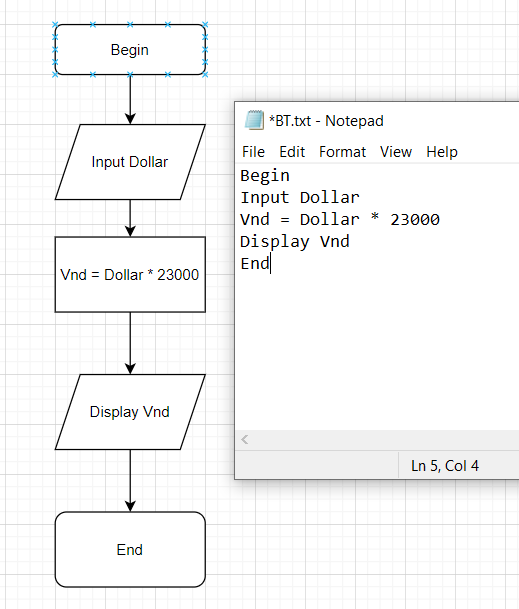 Begin
Input Dollar
Vnd = Dollar * 23000
Display Vnd
End
*BT.txt - Notepad
File Edit Format View Help
Begin
Input Dollar
Vnd = Dollar * 23000
Display Vnd
End
Ln 5, Col 4